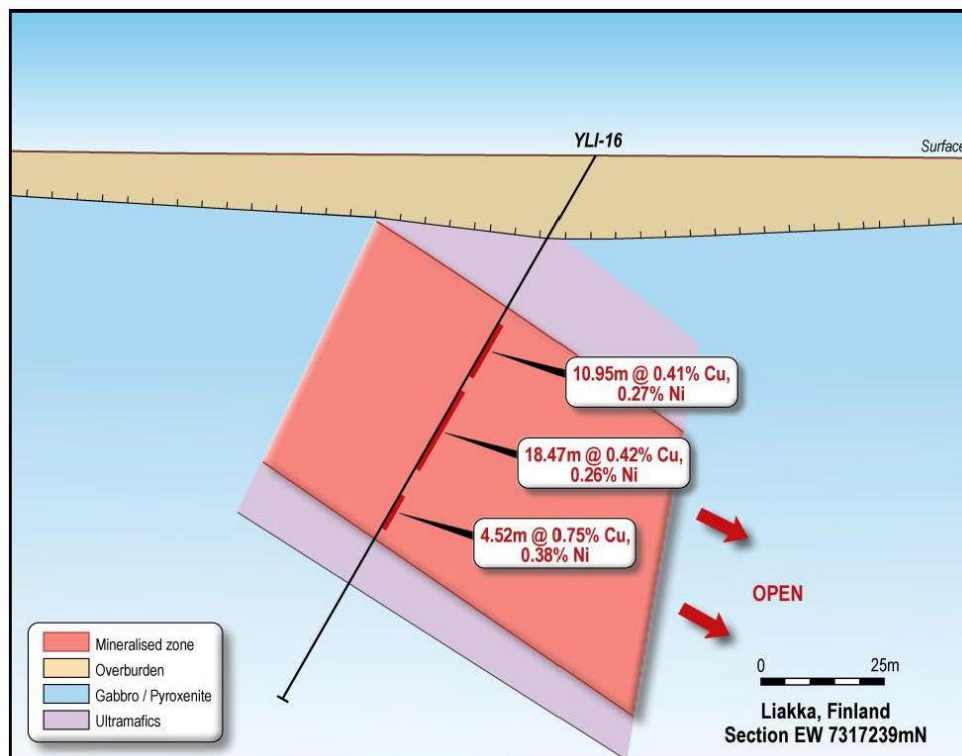 YLI-16
Surface
10.95m @ 0.41% Cu,
0.27% Ni
18.47m @ 0.42% Cu,
0.26% Ni
4.52m @ 0.75% Cu,
0.38% Ni
OPEN
Mineralised zone
Overburden
Gabbro / Pyroxenite
Ultramafics
0 25m
Liakka, Finland
Section EW 7317239mN